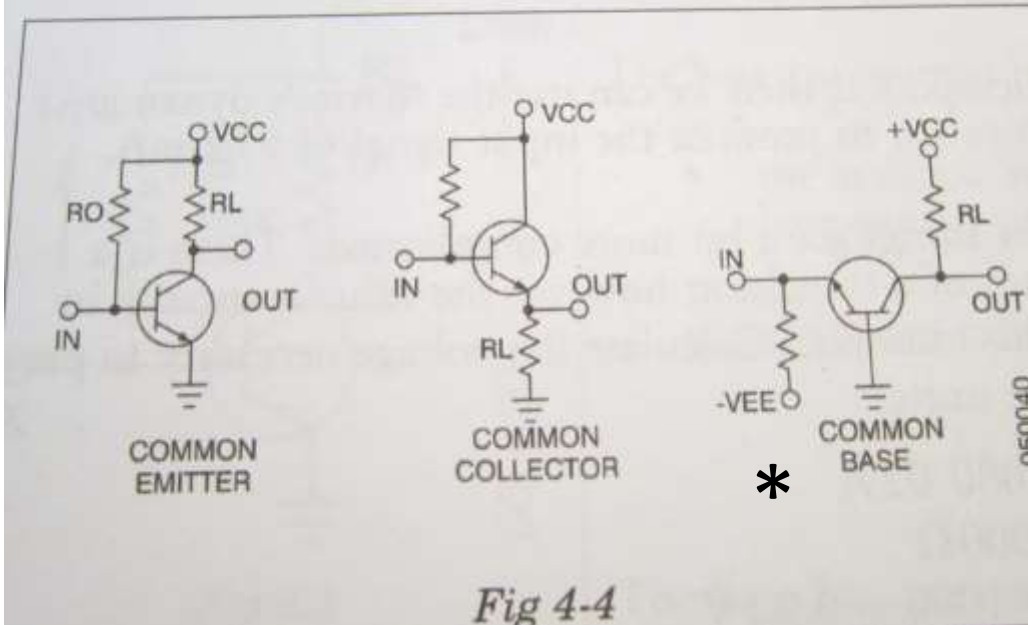 VCC
RO
RL
IN
OUT
COMMON
EMITTER
VCC
IN
OUT
RL
COMMON
COLLECTOR
+VCC
RL
IN
OUT
-VEE
COMMON
BASE
*
050040
Fig 4-4